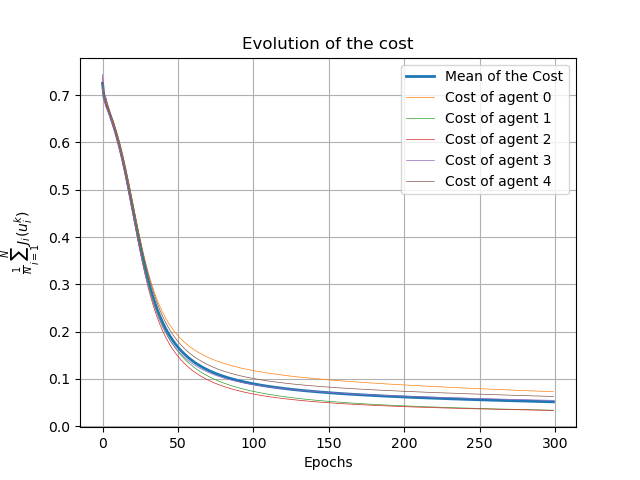 Evolution of the cost
Mean of the Cost
Cost of agent 0
Cost of agent 1
Cost of agent 2
Cost of agent 3
Cost of agent 4
0.7
0.6
0.5
0.4
0.3
0.2
0.1
0.0
$\frac{1}{N}\sum_{i=1}^{N} J_i(u_i^k)$
0 50 100 150 200 250 300
Epochs